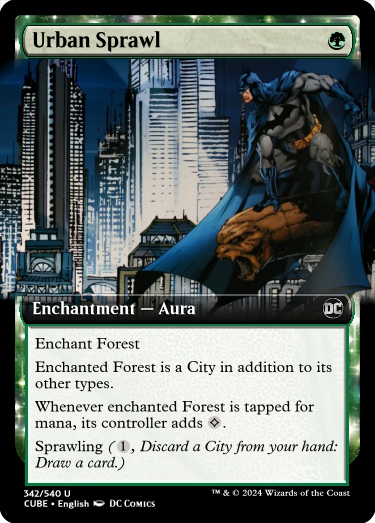 Urban Sprawl
Enchantment — Aura
DC
Enchant Forest
Enchanted Forest is a City in addition to its
other types.
Whenever enchanted Forest is tapped for
mana, its controller adds .
Sprawling ( 1, Discard a City from your hand:
Draw a card.)
342/540 U
CUBE • English DC Comics
™ & © 2024 Wizards of the Coast